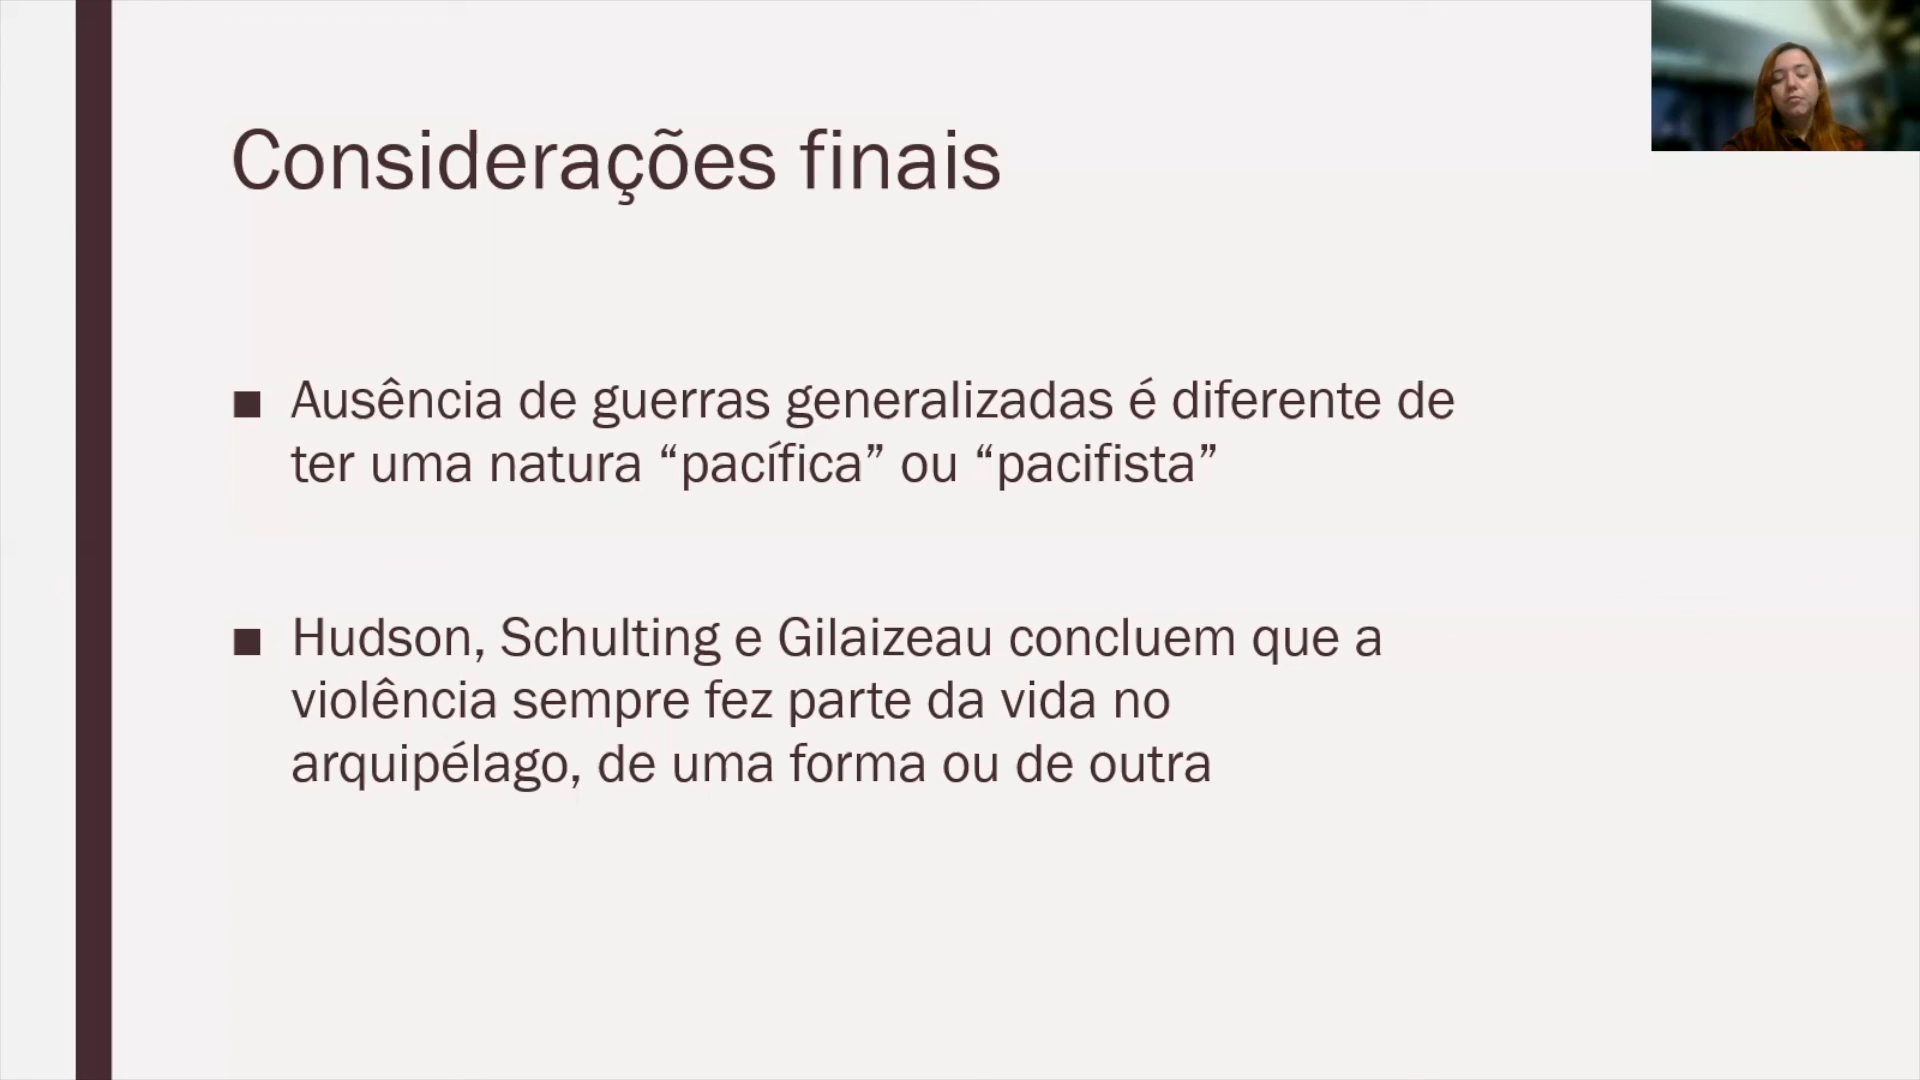 Considerações finais
■ Ausência de guerras generalizadas é diferente de
ter uma natura “pacífica” ou “pacifista”
■ Hudson, Schulting e Gilaizeau concluem que a
violência sempre fez parte da vida no
arquipélago, de uma forma ou de outra